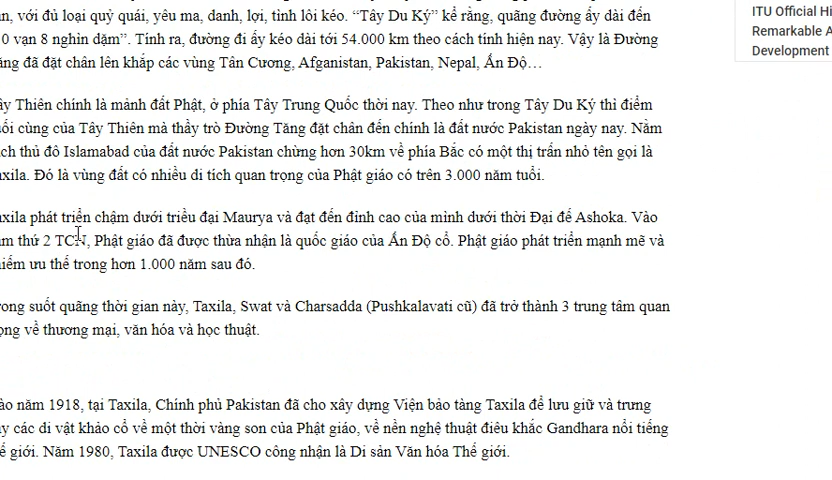 n, với đủ loại quỷ quái, yêu ma, danh, lợi, tình lôi kéo. “Tây Du Ký” kể rằng, quãng đường ấy dài đến
0 vạn 8 nghìn dặm”. Tính ra, đường đi ấy kéo dài tới 54.000 km theo cách tính hiện nay. Vậy là Đường
ăng đã đặt chân lên khắp các vùng Tân Cương, Afganistan, Pakistan, Nepal, Ấn Độ…
ây Thiên chính là mảnh đất Phật, ở phía Tây Trung Quốc thời nay. Theo như trong Tây Du Ký thì điểm
ối cùng của Tây Thiên mà thầy trò Đường Tăng đặt chân đến chính là đất nước Pakistan ngày nay. Nằm
ch thủ đô Islamabad của đất nước Pakistan chừng hơn 30km về phía Bắc có một thị trấn nhỏ tên gọi là
axila. Đó là vùng đất có nhiều di tích quan trọng của Phật giáo có trên 3.000 năm tuổi.
axila phát triển chậm dưới triều đại Maurya và đạt đến đỉnh cao của mình dưới thời Đại đế Ashoka. Vào
ăm thứ 2 TCN, Phật giáo đã được thừa nhận là quốc giáo của Ấn Độ cổ. Phật giáo phát triển mạnh mẽ và
hiếm ưu thế trong hơn 1.000 năm sau đó.
rong suốt quãng thời gian này, Taxila, Swat và Charsadda (Pushkalavati cũ) đã trở thành 3 trung tâm quan
ọng về thương mại, văn hóa và học thuật.
ào năm 1918, tại Taxila, Chính phủ Pakistan đã cho xây dựng Viện bảo tàng Taxila để lưu giữ và trưng
ày các di vật khảo cổ về một thời vàng son của Phật giáo, về nền nghệ thuật điêu khắc Gandhara nổi tiếng
ế giới. Năm 1980, Taxila được UNESCO công nhận là Di sản Văn hóa Thế giới.
ITU Official Hi
Remarkable A
Development